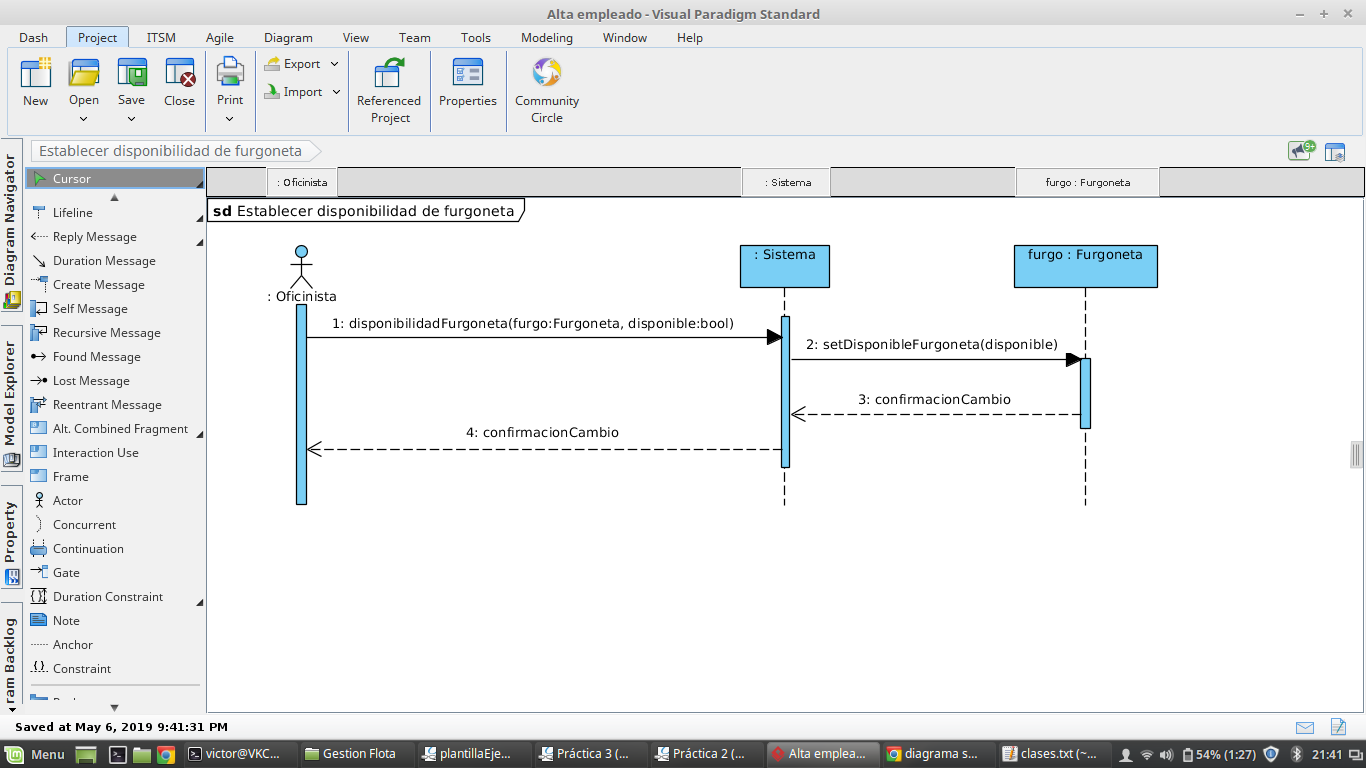 Alta empleado - Visual Paradigm Standard
Dash Project ITSM Agile Diagram View Team Tools Modeling Window Help
New Open Save Close Print Export Import Referenced Project Properties Community Circle
Establecer disponibilidad de furgoneta 9+
Diagram Navigator
Model Explorer
Property
ram Backlog
Cursor
Lifeline
Reply Message
Duration Message
Create Message
Self Message
Recursive Message
Found Message
Lost Message
Reentrant Message
Alt. Combined Fragment
Interaction Use
Frame
Actor
Concurrent
Continuation
Gate
Duration Constraint
Note
Anchor
Constraint
: Oficinista : Sistema furgo : Furgoneta
sd Establecer disponibilidad de furgoneta
: Sistema furgo : Furgoneta
: Oficinista
1: disponibilidadFurgoneta(furgo:Furgoneta, disponible:bool)
2: setDisponibleFurgoneta(disponible)
3: confirmacionCambio
4: confirmacionCambio
Saved at May 6, 2019 9:41:31 PM
Menu victor@VKC... Gestion Flota plantillaEje... Práctica 3 (... Práctica 2 (... Alta emplea... diagrama s... clases.txt (~... 54% (1:27) 21:41